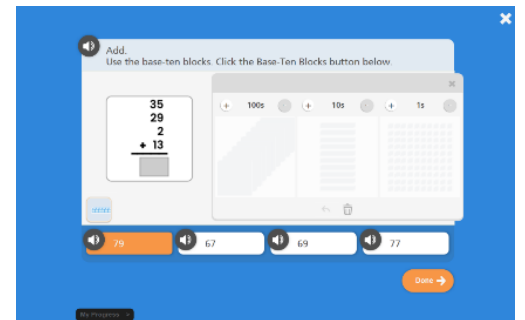 Add.
Use the base-ten blocks. Click the Base-Ten Blocks button below.
35
29
2
+ 13
+ 100s
+ 10s
+ 1s
79
67
69
77
Done →
My Progress